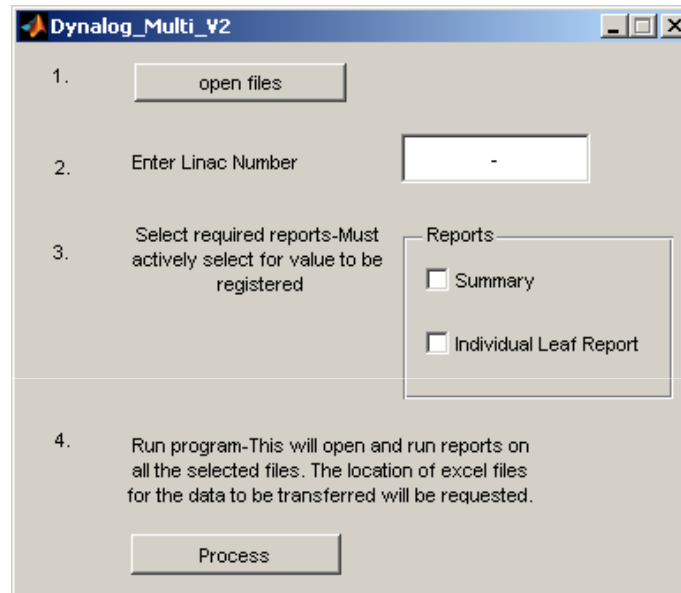 Dynalog_Multi_V2
1.
open files
2.
Enter Linac Number
-
3.
Select required reports-Must
actively select for value to be
registered
Reports
Summary
Individual Leaf Report
4.
Run program-This will open and run reports on
all the selected files. The location of excel files
for the data to be transferred will be requested.
Process